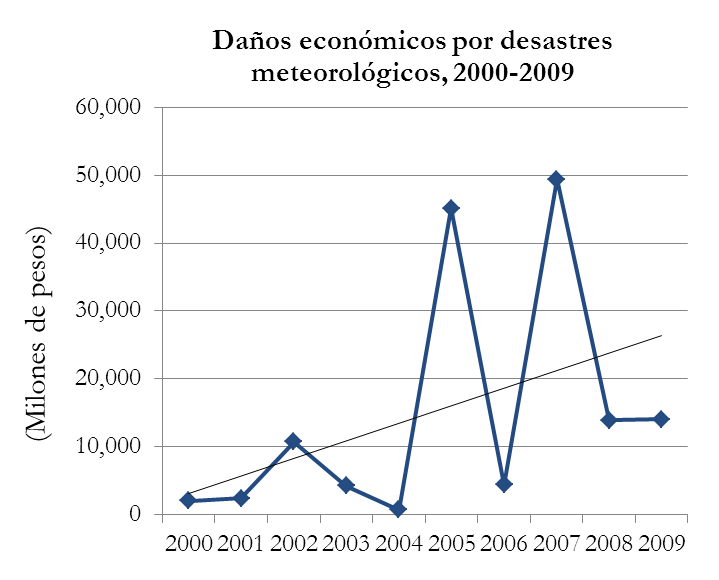 Daños económicos por desastres
meteorológicos, 2000-2009
60,000
50,000
40,000
30,000
20,000
10,000
0
(Milones de pesos)
2000 2001 2002 2003 2004 2005 2006 2007 2008 2009